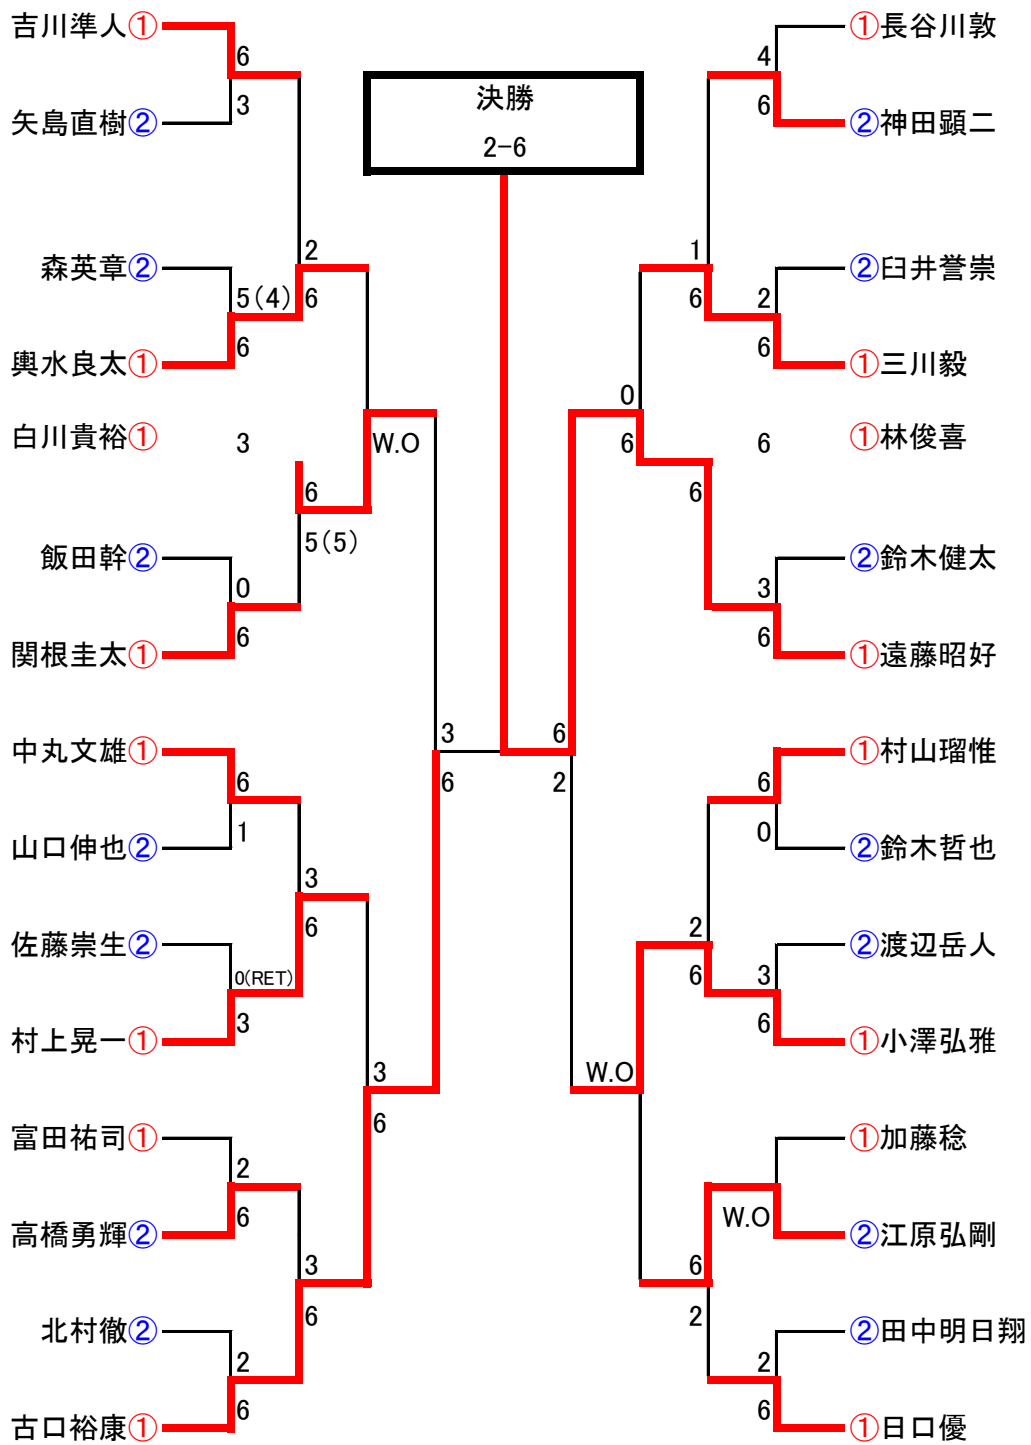 吉川準人①
6
3
矢島直樹②
森英章②
2
5(4)
6
6
輿水良太①
白川貴裕①
3
W.O
6
5(5)
飯田幹②
0
6
関根圭太①
中丸文雄①
6
1
山口伸也②
3
6
佐藤崇生②
0(RET)
3
村上晃一①
3
6
富田祐司①
2
6
高橋勇輝②
3
6
北村徹②
2
6
古口裕康①
3
6
決勝
2-6
①長谷川敦
4
6
②神田顕二
1
6
②臼井誉崇
2
6
①三川毅
0
6
①林俊喜
6
6
②鈴木健太
3
6
①遠藤昭好
6
2
①村山瑠惟
6
0
②鈴木哲也
2
6
②渡辺岳人
3
6
①小澤弘雅
W.O
①加藤稔
W.O
②江原弘剛
6
2
②田中明日翔
2
6
①日口優